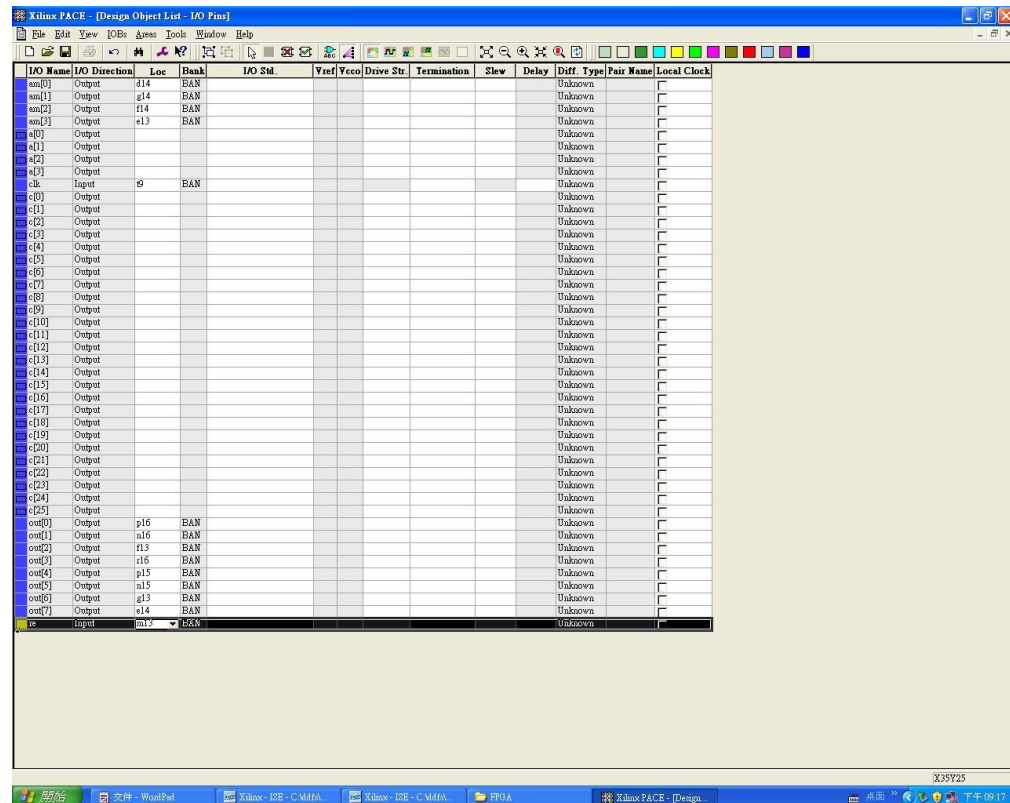 Xilinx PACE - [Design Object List - I/O Pins]
File Edit View IOBs Areas Tools Window Help
I/O Name I/O Direction Loc Bank I/O Std. Vref Vcco Drive Str. Termination Slew Delay Diff. Type Pair Name Local Clock
am[0] Output d14 BAN Unknown
am[1] Output g14 BAN Unknown
am[2] Output f14 BAN Unknown
am[3] Output e13 BAN Unknown
a[0] Output Unknown
a[1] Output Unknown
a[2] Output Unknown
a[3] Output Unknown
clk Input t9 BAN Unknown
c[0] Output Unknown
c[1] Output Unknown
c[2] Output Unknown
c[3] Output Unknown
c[4] Output Unknown
c[5] Output Unknown
c[6] Output Unknown
c[7] Output Unknown
c[8] Output Unknown
c[9] Output Unknown
c[10] Output Unknown
c[11] Output Unknown
c[12] Output Unknown
c[13] Output Unknown
c[14] Output Unknown
c[15] Output Unknown
c[16] Output Unknown
c[17] Output Unknown
c[18] Output Unknown
c[19] Output Unknown
c[20] Output Unknown
c[21] Output Unknown
c[22] Output Unknown
c[23] Output Unknown
c[24] Output Unknown
c[25] Output Unknown
out[0] Output p16 BAN Unknown
out[1] Output n16 BAN Unknown
out[2] Output f13 BAN Unknown
out[3] Output r16 BAN Unknown
out[4] Output p15 BAN Unknown
out[5] Output n15 BAN Unknown
out[6] Output g13 BAN Unknown
out[7] Output e14 BAN Unknown
re Input m13 BAN Unknown
X35Y25
開始 文件 - WordPad Xilinx - ISE - C:\ddfs\... Xilinx - ISE - C:\ddfs\... FPGA Xilinx PACE - [Design... 桌面 » 下午 09:17